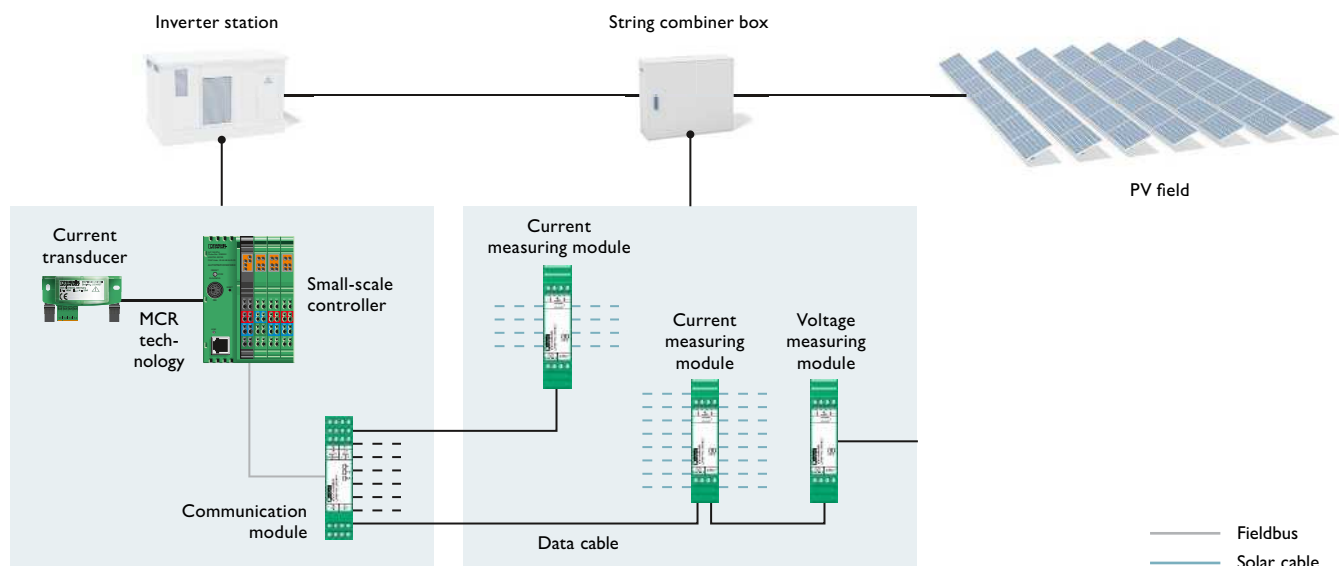 Inverter station
String combiner box
PV field
Current
transducer
MCR
tech-
nology
Small-scale
controller
Communication
module
Current
measuring module
Current
measuring
module
Voltage
measuring
module
Data cable
Fieldbus
Solar cable